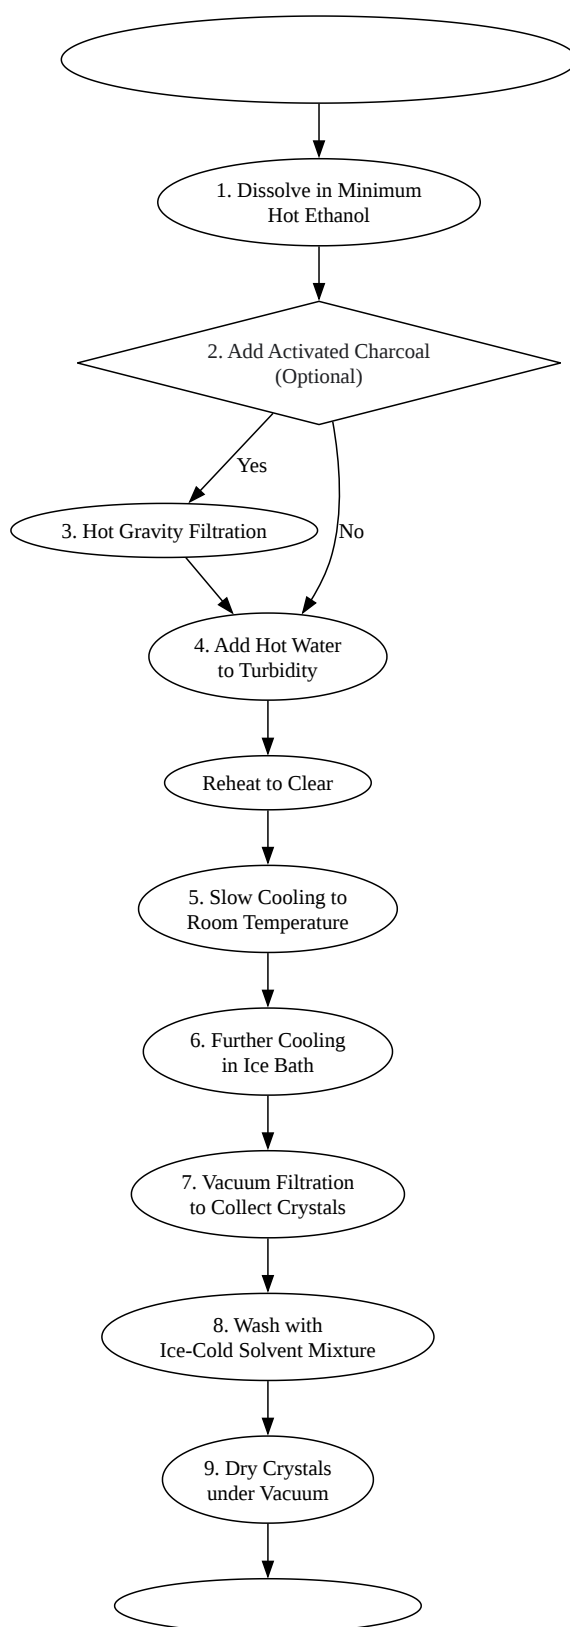 1. Dissolve in Minimum
Hot Ethanol
2. Add Activated Charcoal
(Optional)
Yes
3. Hot Gravity Filtration
No
4. Add Hot Water
to Turbidity
Reheat to Clear
5. Slow Cooling to
Room Temperature
6. Further Cooling
in Ice Bath
7. Vacuum Filtration
to Collect Crystals
8. Wash with
Ice-Cold Solvent Mixture
9. Dry Crystals
under Vacuum